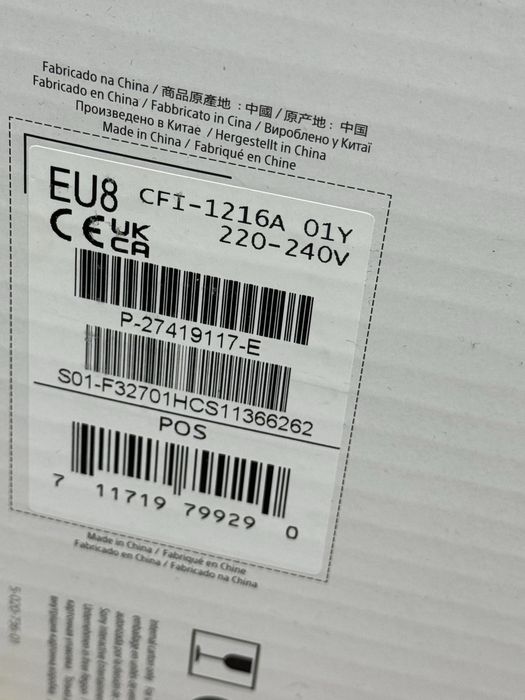 Fabricado na China / 商品原產地 : 中國 / 原产地 : 中国
Fabricado en China / Fabbricato in Cina / Вироблено у Китаї
Произведено в Китае / Hergestellt in China
Made in China / Fabriqué en Chine
EU8 CFI-1216A 01Y
CE UK CA 220-240V
P-27419117-E
S01-F32701HCS11366262
POS
7 11719 79929 0
Made in China / Fabriqué en Chine
Fabricado en China / Fabricado na China